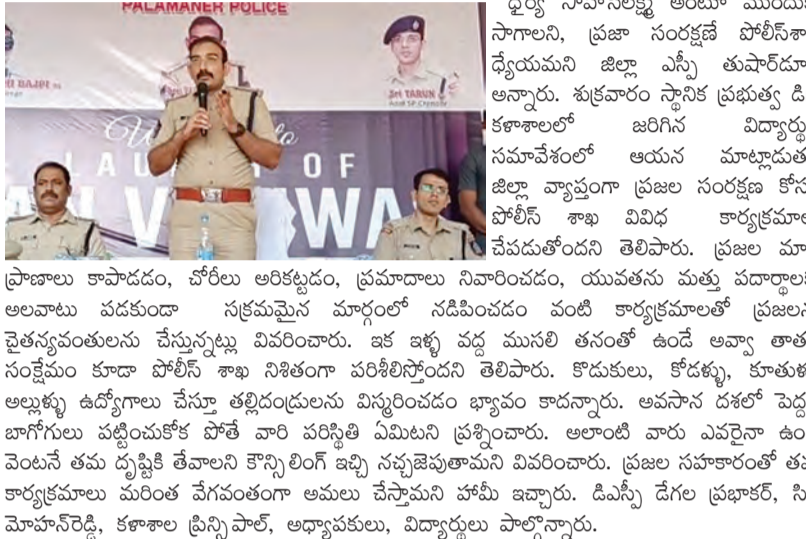 PALAMANER POLICE
Sri TARUN
LAUNCH OF
ధైర్య సాహసలక్ష్మి అంటూ
సాగాలని, ప్రజా సంరక్షణే పోలీస్‌శా
ధ్యేయమని జిల్లా ఎస్పీ తుషార్‌డూ
అన్నారు. శుక్రవారం స్థానిక ప్రభుత్వ డి
కళాశాలలో జరిగిన విద్యార్థు
సమావేశంలో ఆయన మాట్లాడుత
జిల్లా వ్యాప్తంగా ప్రజల సంరక్షణ కోస
పోలీస్ శాఖ వివిధ కార్యక్రమా
చేపడుతోందని తెలిపారు. ప్రజల మా
ప్రాణాలు కాపాడడం, చోరీలు అరికట్టడం, ప్రమాదాలు నివారించడం, యువతను మత్తు పదార్థాల
అలవాటు పడకుండా సక్రమమైన మార్గంలో నడిపించడం వంటి కార్యక్రమాలతో ప్రజల
చైతన్యవంతులను చేస్తున్నట్లు వివరించారు. ఇక ఇళ్ళ వద్ద ముసలి తనంతో ఉండే అవ్వా తాత
సంక్షేమం కూడా పోలీస్ శాఖ నిశితంగా పరిశీలిస్తోందని తెలిపారు. కొడుకులు, కోడళ్ళు, కూతుళ
అల్లుళ్ళు ఉద్యోగాలు చేస్తూ తల్లిదండ్రులను విస్మరించడం భ్యావం కాదన్నారు. అవసాన దశలో పెద్ద
బాగోగులు పట్టించుకోక పోతే వారి పరిస్థితి ఏమిటని ప్రశ్నించారు. అలాంటి వారు ఎవరైనా ఉం
వెంటనే తమ దృష్టికి తేవాలని కౌన్సిలింగ్ ఇచ్చి నచ్చజెపుతామని వివరించారు. ప్రజల సహకారంతో
కార్యక్రమాలు మరింత వేగవంతంగా అమలు చేస్తామని హామీ ఇచ్చారు. డిఎస్పీ డేగల ప్రభాకర్, సి
మోహన్‌రెడ్డి, కళాశాల ప్రిన్సిపాల్, అధ్యాపకులు, విద్యార్థులు పాల్గొన్నారు.